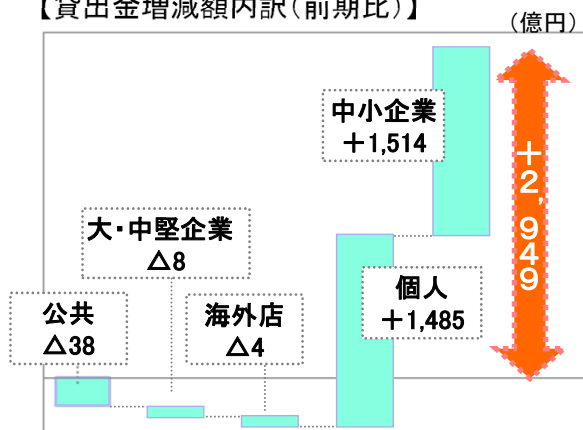 【貸出金増減額内訳(前期比)】
(億円)
中小企業
＋1,514
大・中堅企業
△8
公共
△38
海外店
△4
個人
＋1,485
＋2,949